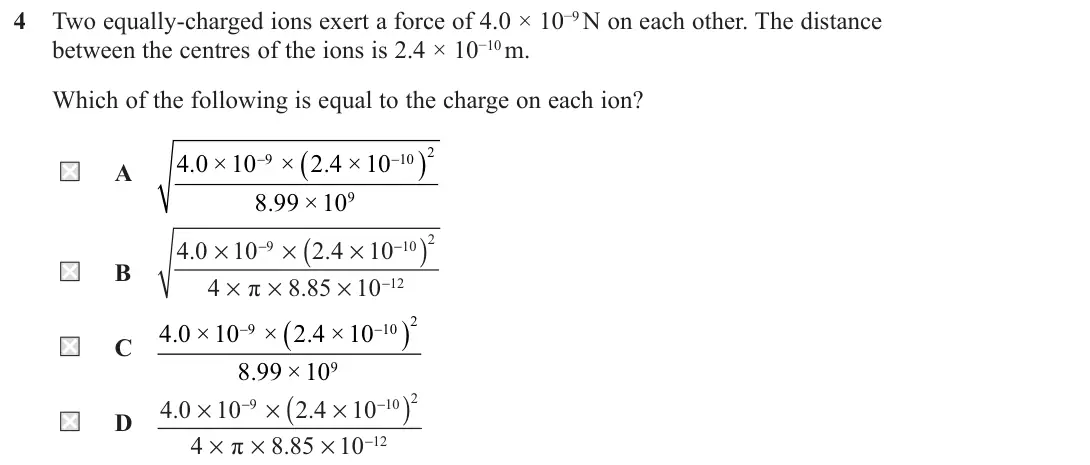 4 Two equally-charged ions exert a force of 4.0 × 10⁻⁹ N on each other. The distance
between the centres of the ions is 2.4 × 10⁻¹⁰ m.
Which of the following is equal to the charge on each ion?
A √(4.0 × 10⁻⁹ × (2.4 × 10⁻¹⁰)² / 8.99 × 10⁹)
B √(4.0 × 10⁻⁹ × (2.4 × 10⁻¹⁰)² / 4 × π × 8.85 × 10⁻¹²)
C 4.0 × 10⁻⁹ × (2.4 × 10⁻¹⁰)² / 8.99 × 10⁹
D 4.0 × 10⁻⁹ × (2.4 × 10⁻¹⁰)² / 4 × π × 8.85 × 10⁻¹²